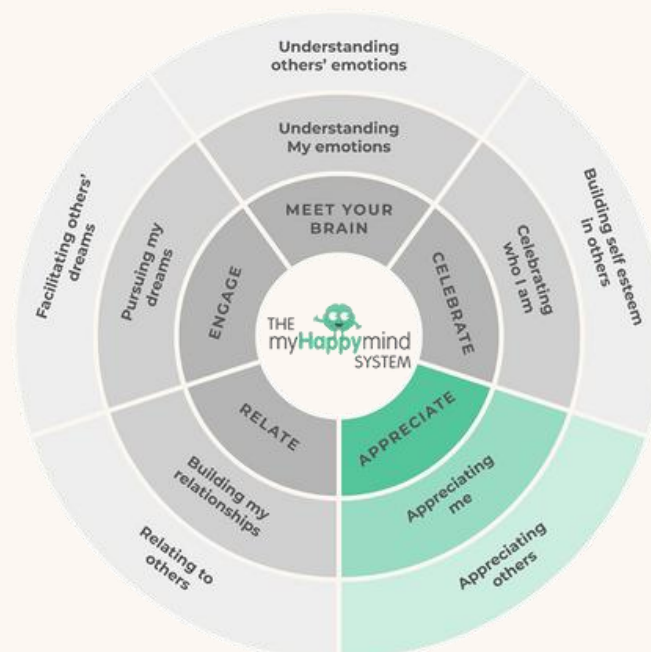 Understanding
others' emotions
Understanding
My emotions
MEET YOUR
BRAIN
Building self esteem
in others
Celebrating
who I am
CELEBRATE
Appreciating
others
Appreciating
me
APPRECIATE
Relating to
others
Building my
relationships
RELATE
Facilitating others'
dreams
Pursuing my
dreams
ENGAGE
THE
myHappymind
SYSTEM